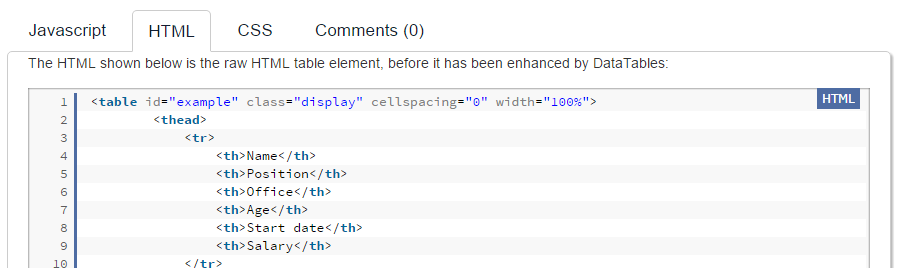 Javascript HTML CSS Comments (0)
The HTML shown below is the raw HTML table element, before it has been enhanced by DataTables:
HTML
1 <table id="example" class="display" cellspacing="0" width="100%">
2 <thead>
3 <tr>
4 <th>Name</th>
5 <th>Position</th>
6 <th>Office</th>
7 <th>Age</th>
8 <th>Start date</th>
9 <th>Salary</th>
10 </tr>